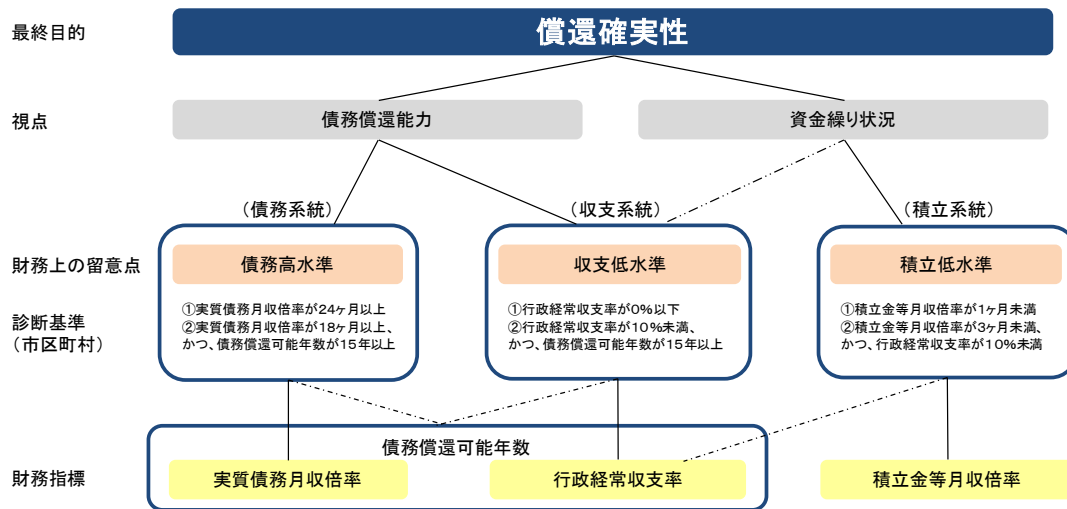 最終目的
償還確実性
視点
債務償還能力
資金繰り状況
（債務系統）
（収支系統）
（積立系統）
財務上の留意点
債務高水準
収支低水準
積立低水準
診断基準
（市区町村）
①実質債務月収倍率が24ヶ月以上
②実質債務月収倍率が18ヶ月以上、
かつ、債務償還可能年数が15年以上
①行政経常収支率が0％以下
②行政経常収支率が10％未満、
かつ、債務償還可能年数が15年以上
①積立金等月収倍率が1ヶ月未満
②積立金等月収倍率が3ヶ月未満、
かつ、行政経常収支率が10％未満
債務償還可能年数
財務指標
実質債務月収倍率
行政経常収支率
積立金等月収倍率